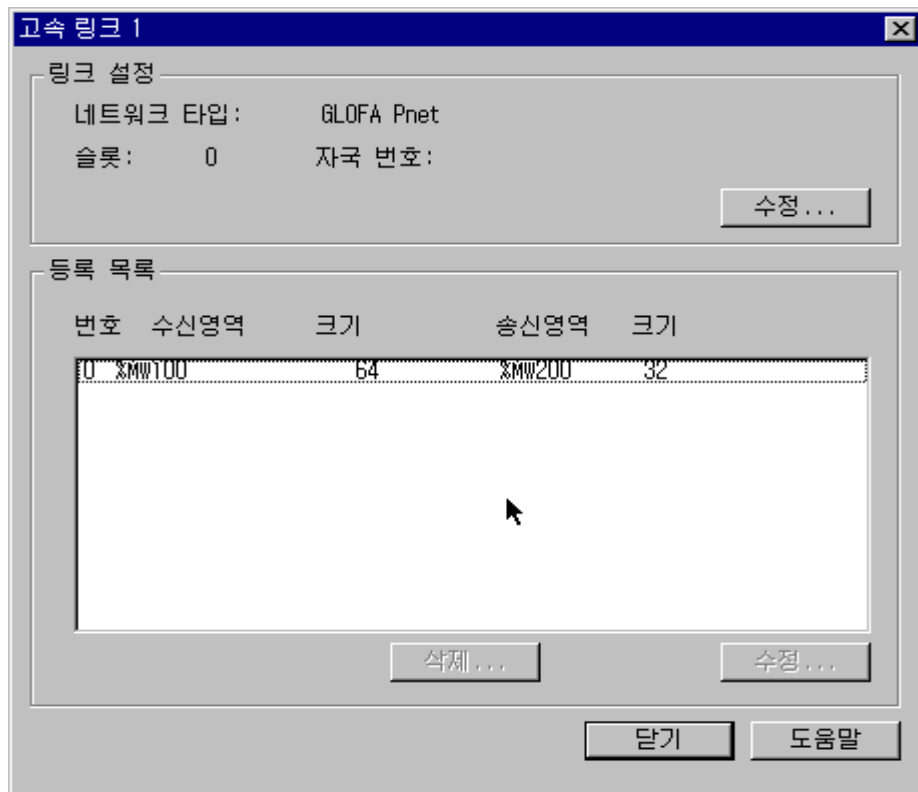 고속 링크 1
링크 설정
네트워크 타입: GLOFA Pnet
슬롯: 0 자국 번호:
수정...
등록 목록
번호 수신영역 크기 송신영역 크기
0 %MW100 64 %MW200 32
삭제... 수정...
닫기 도움말